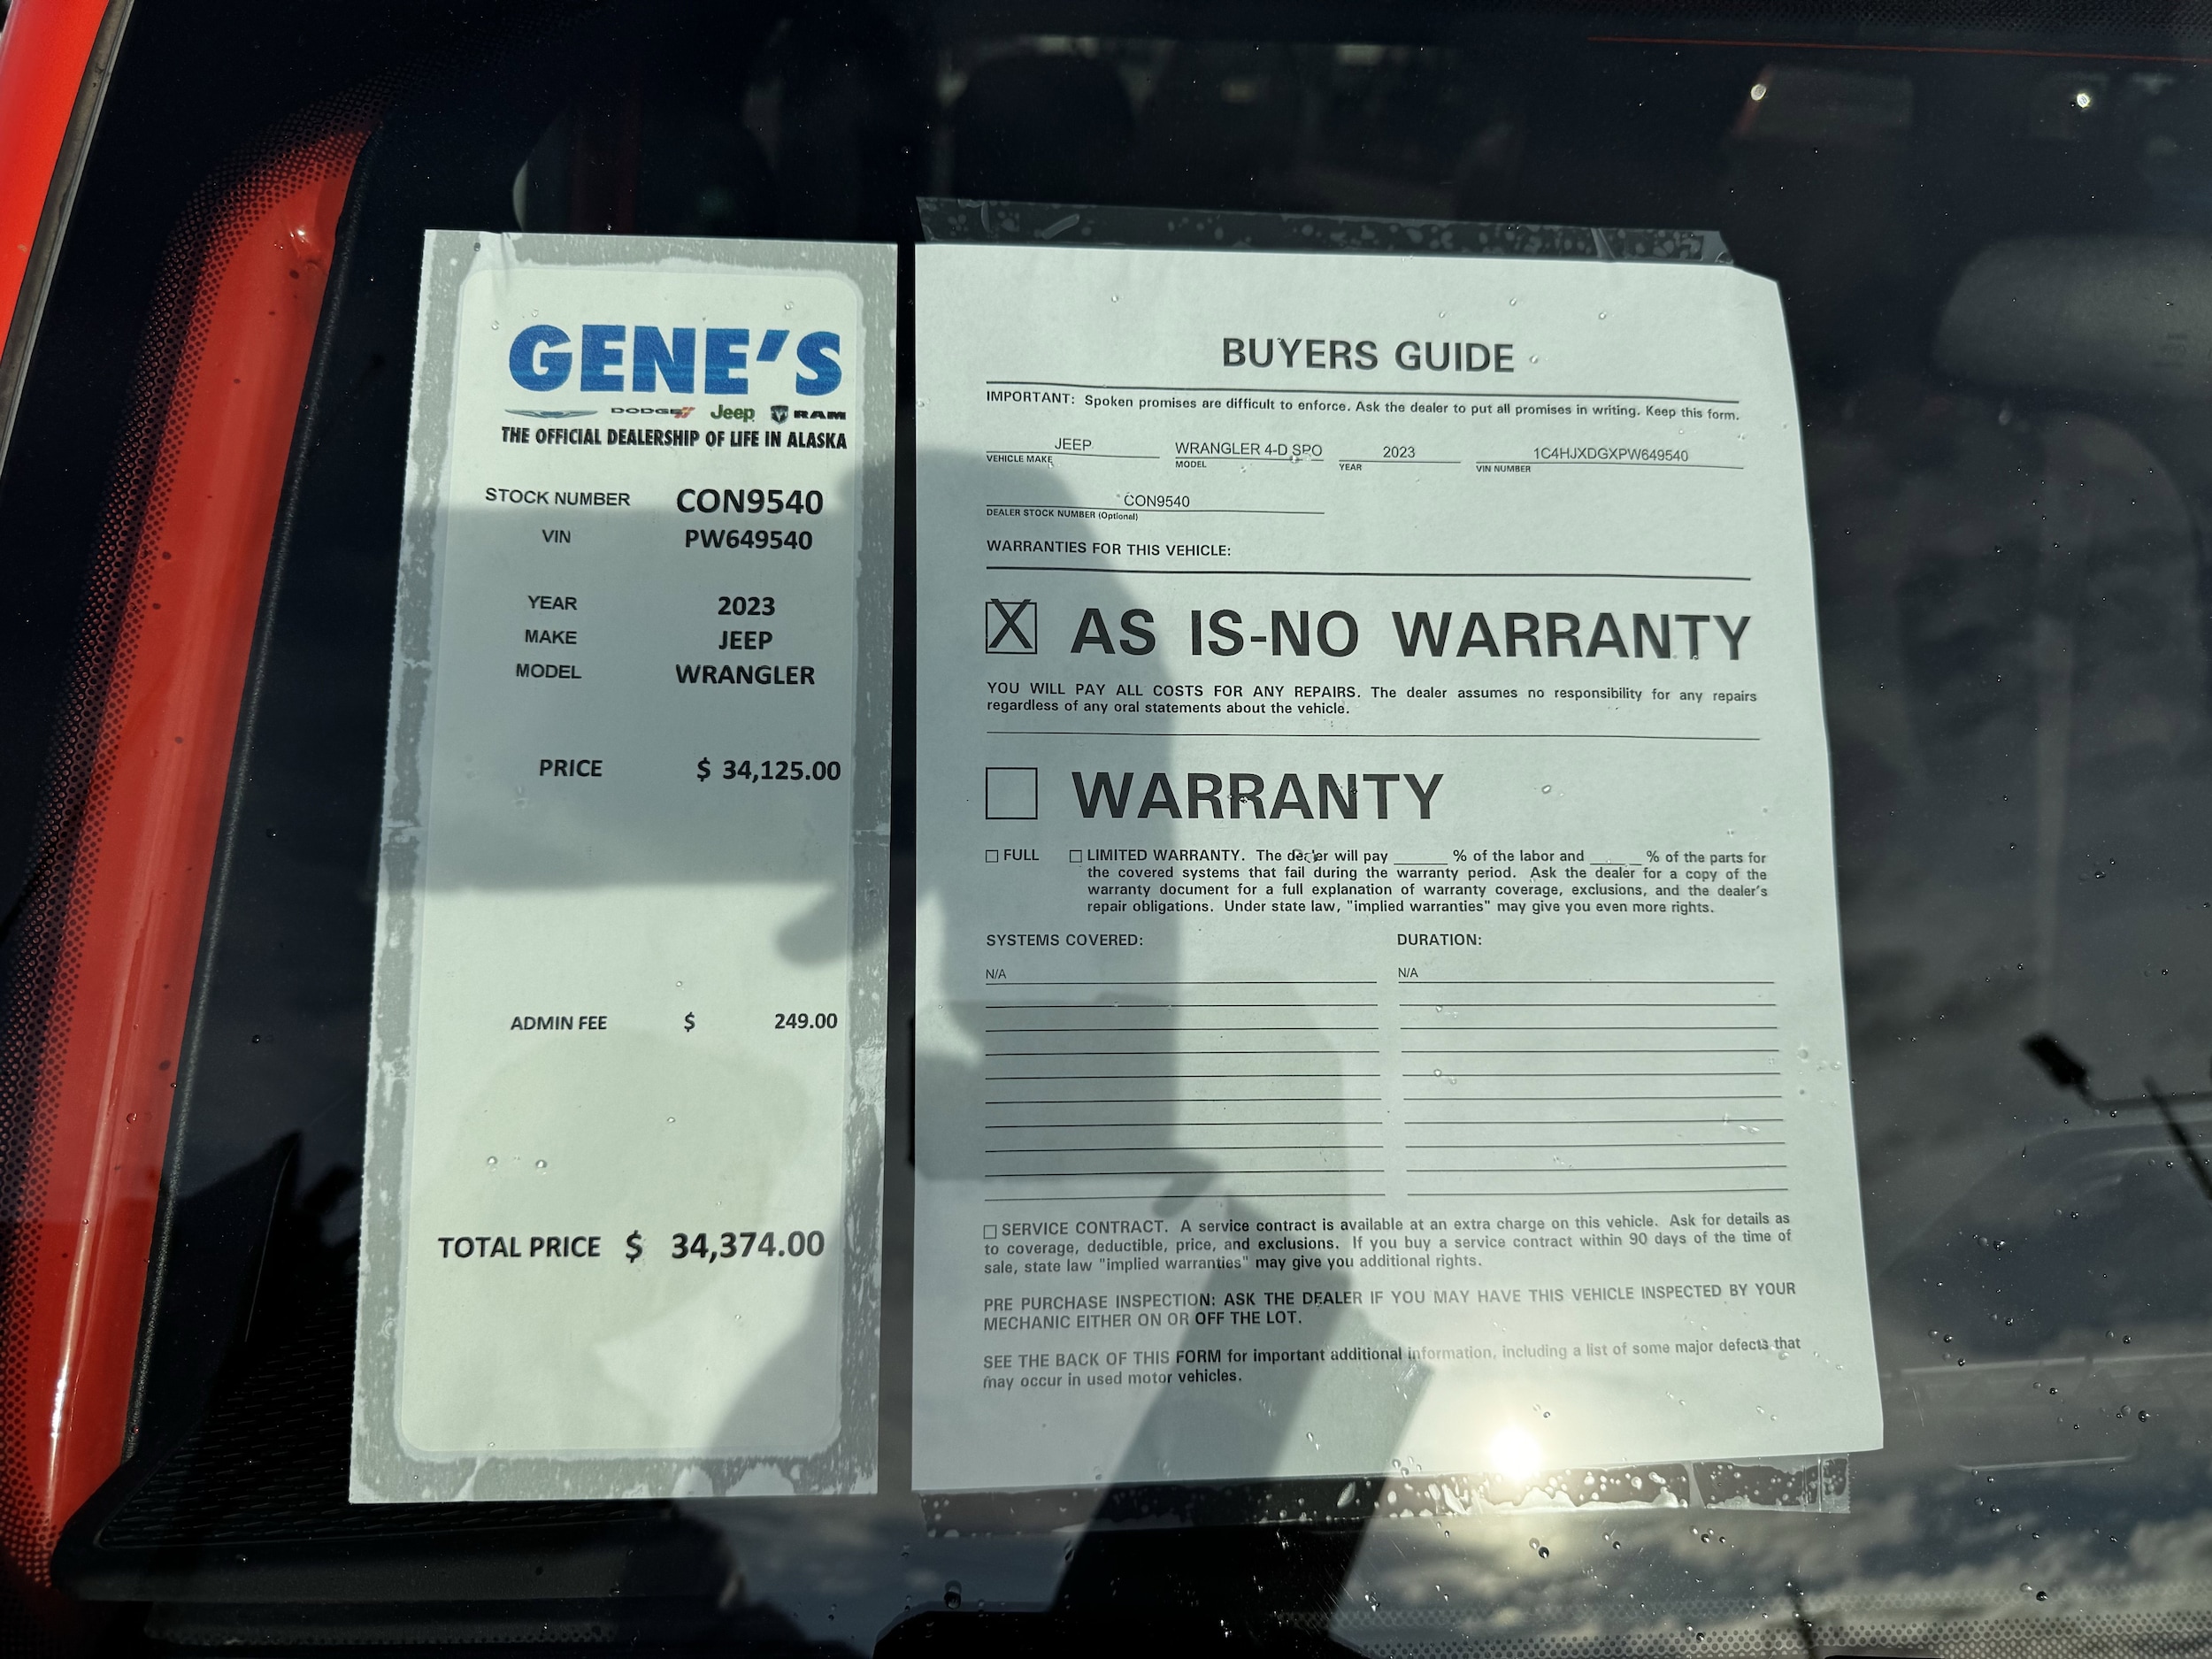 GENE'S
DODGE Jeep RAM
THE OFFICIAL DEALERSHIP OF LIFE IN ALASKA
STOCK NUMBER CON9540
VIN PW649540
YEAR 2023
MAKE JEEP
MODEL WRANGLER
PRICE $ 34,125.00
ADMIN FEE $ 249.00
TOTAL PRICE $ 34,374.00
BUYERS GUIDE
IMPORTANT: Spoken promises are difficult to enforce. Ask the dealer to put all promises in writing. Keep this form.
JEEP WRANGLER 4-D SPO 2023 1C4HJXDGXPW649540
VEHICLE MAKE MODEL YEAR VIN NUMBER
CON9540
DEALER STOCK NUMBER (Optional)
WARRANTIES FOR THIS VEHICLE:
X AS IS-NO WARRANTY
YOU WILL PAY ALL COSTS FOR ANY REPAIRS. The dealer assumes no responsibility for any repairs
regardless of any oral statements about the vehicle.
WARRANTY
FULL LIMITED WARRANTY. The dealer will pay ______ % of the labor and ______ % of the parts for
the covered systems that fail during the warranty period. Ask the dealer for a copy of the
warranty document for a full explanation of warranty coverage, exclusions, and the dealer's
repair obligations. Under state law, "implied warranties" may give you even more rights.
SYSTEMS COVERED: DURATION:
N/A N/A
SERVICE CONTRACT. A service contract is available at an extra charge on this vehicle. Ask for details as
to coverage, deductible, price, and exclusions. If you buy a service contract within 90 days of the time of
sale, state law "implied warranties" may give you additional rights.
PRE PURCHASE INSPECTION: ASK THE DEALER IF YOU MAY HAVE THIS VEHICLE INSPECTED BY YOUR
MECHANIC EITHER ON OR OFF THE LOT.
SEE THE BACK OF THIS FORM for important additional information, including a list of some major defects that
may occur in used motor vehicles.